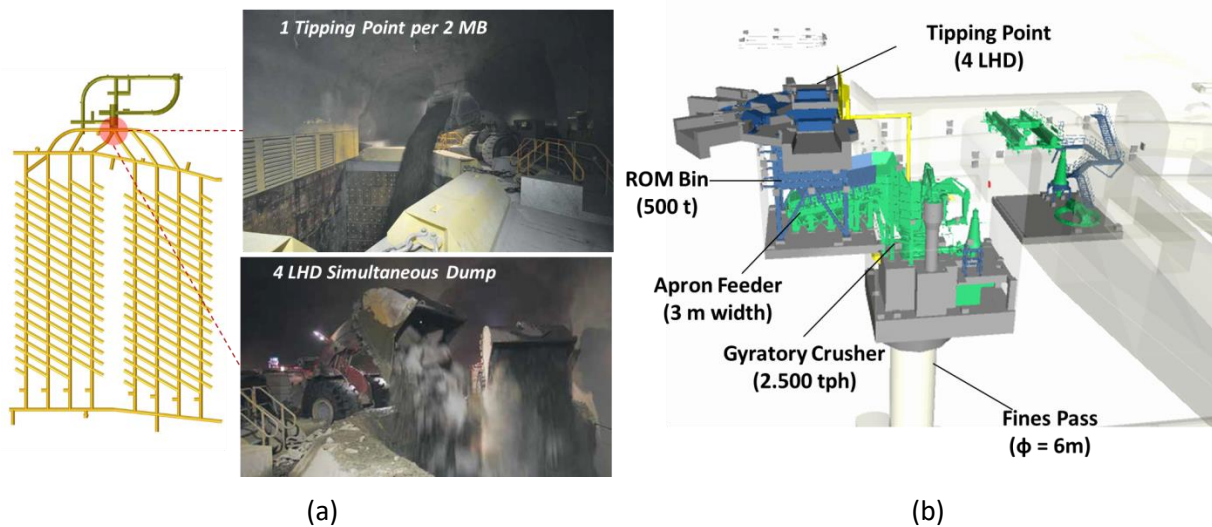 1 Tipping Point per 2 MB
4 LHD Simultaneous Dump
(a)
Tipping Point
(4 LHD)
ROM Bin
(500 t)
Apron Feeder
(3 m width)
Gyratory Crusher
(2.500 tph)
Fines Pass
(ϕ = 6m)
(b)